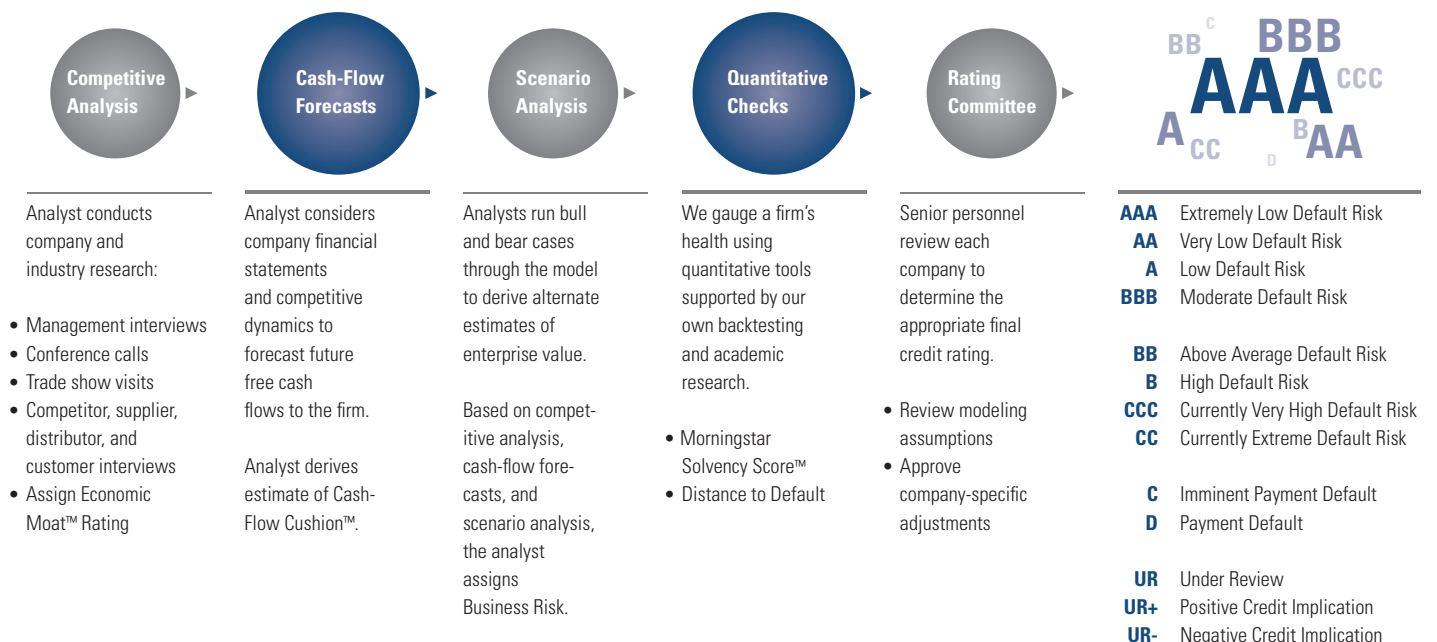 Competitive
Analysis
Cash-Flow
Forecasts
Scenario
Analysis
Quantitative
Checks
Rating
Committee
C
BB
BBB
AAA
CCC
A
CC
B
D
AA
Analyst conducts
company and
industry research:
• Management interviews
• Conference calls
• Trade show visits
• Competitor, supplier,
distributor, and
customer interviews
• Assign Economic
Moat™ Rating
Analyst considers
company financial
statements
and competitive
dynamics to
forecast future
free cash
flows to the firm.
Analyst derives
estimate of Cash-
Flow Cushion™.
Analysts run bull
and bear cases
through the model
to derive alternate
estimates of
enterprise value.
Based on compet-
itive analysis,
cash-flow fore-
casts, and
scenario analysis,
the analyst
assigns
Business Risk.
We gauge a firm's
health using
quantitative tools
supported by our
own backtesting
and academic
research.
• Morningstar
Solvency Score™
• Distance to Default
Senior personnel
review each
company to
determine the
appropriate final
credit rating.
• Review modeling
assumptions
• Approve
company-specific
adjustments
AAA Extremely Low Default Risk
AA Very Low Default Risk
A Low Default Risk
BBB Moderate Default Risk
BB Above Average Default Risk
B High Default Risk
CCC Currently Very High Default Risk
CC Currently Extreme Default Risk
C Imminent Payment Default
D Payment Default
UR Under Review
UR+ Positive Credit Implication
UR- Negative Credit Implication